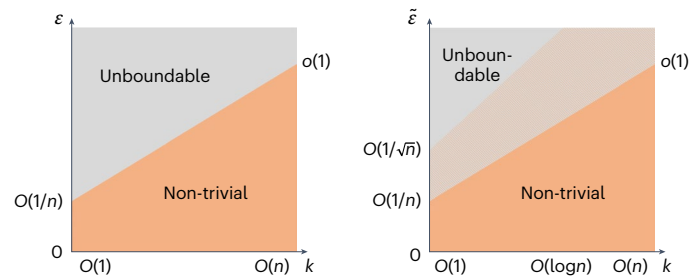 ε
Unboundable
o(1)
O(1/n)
Non-trivial
0
O(1)
O(n)
k
ε̃
Unboun-
dable
o(1)
O(1/√n)
O(1/n)
Non-trivial
0
O(1)
O(logn)
O(n)
k